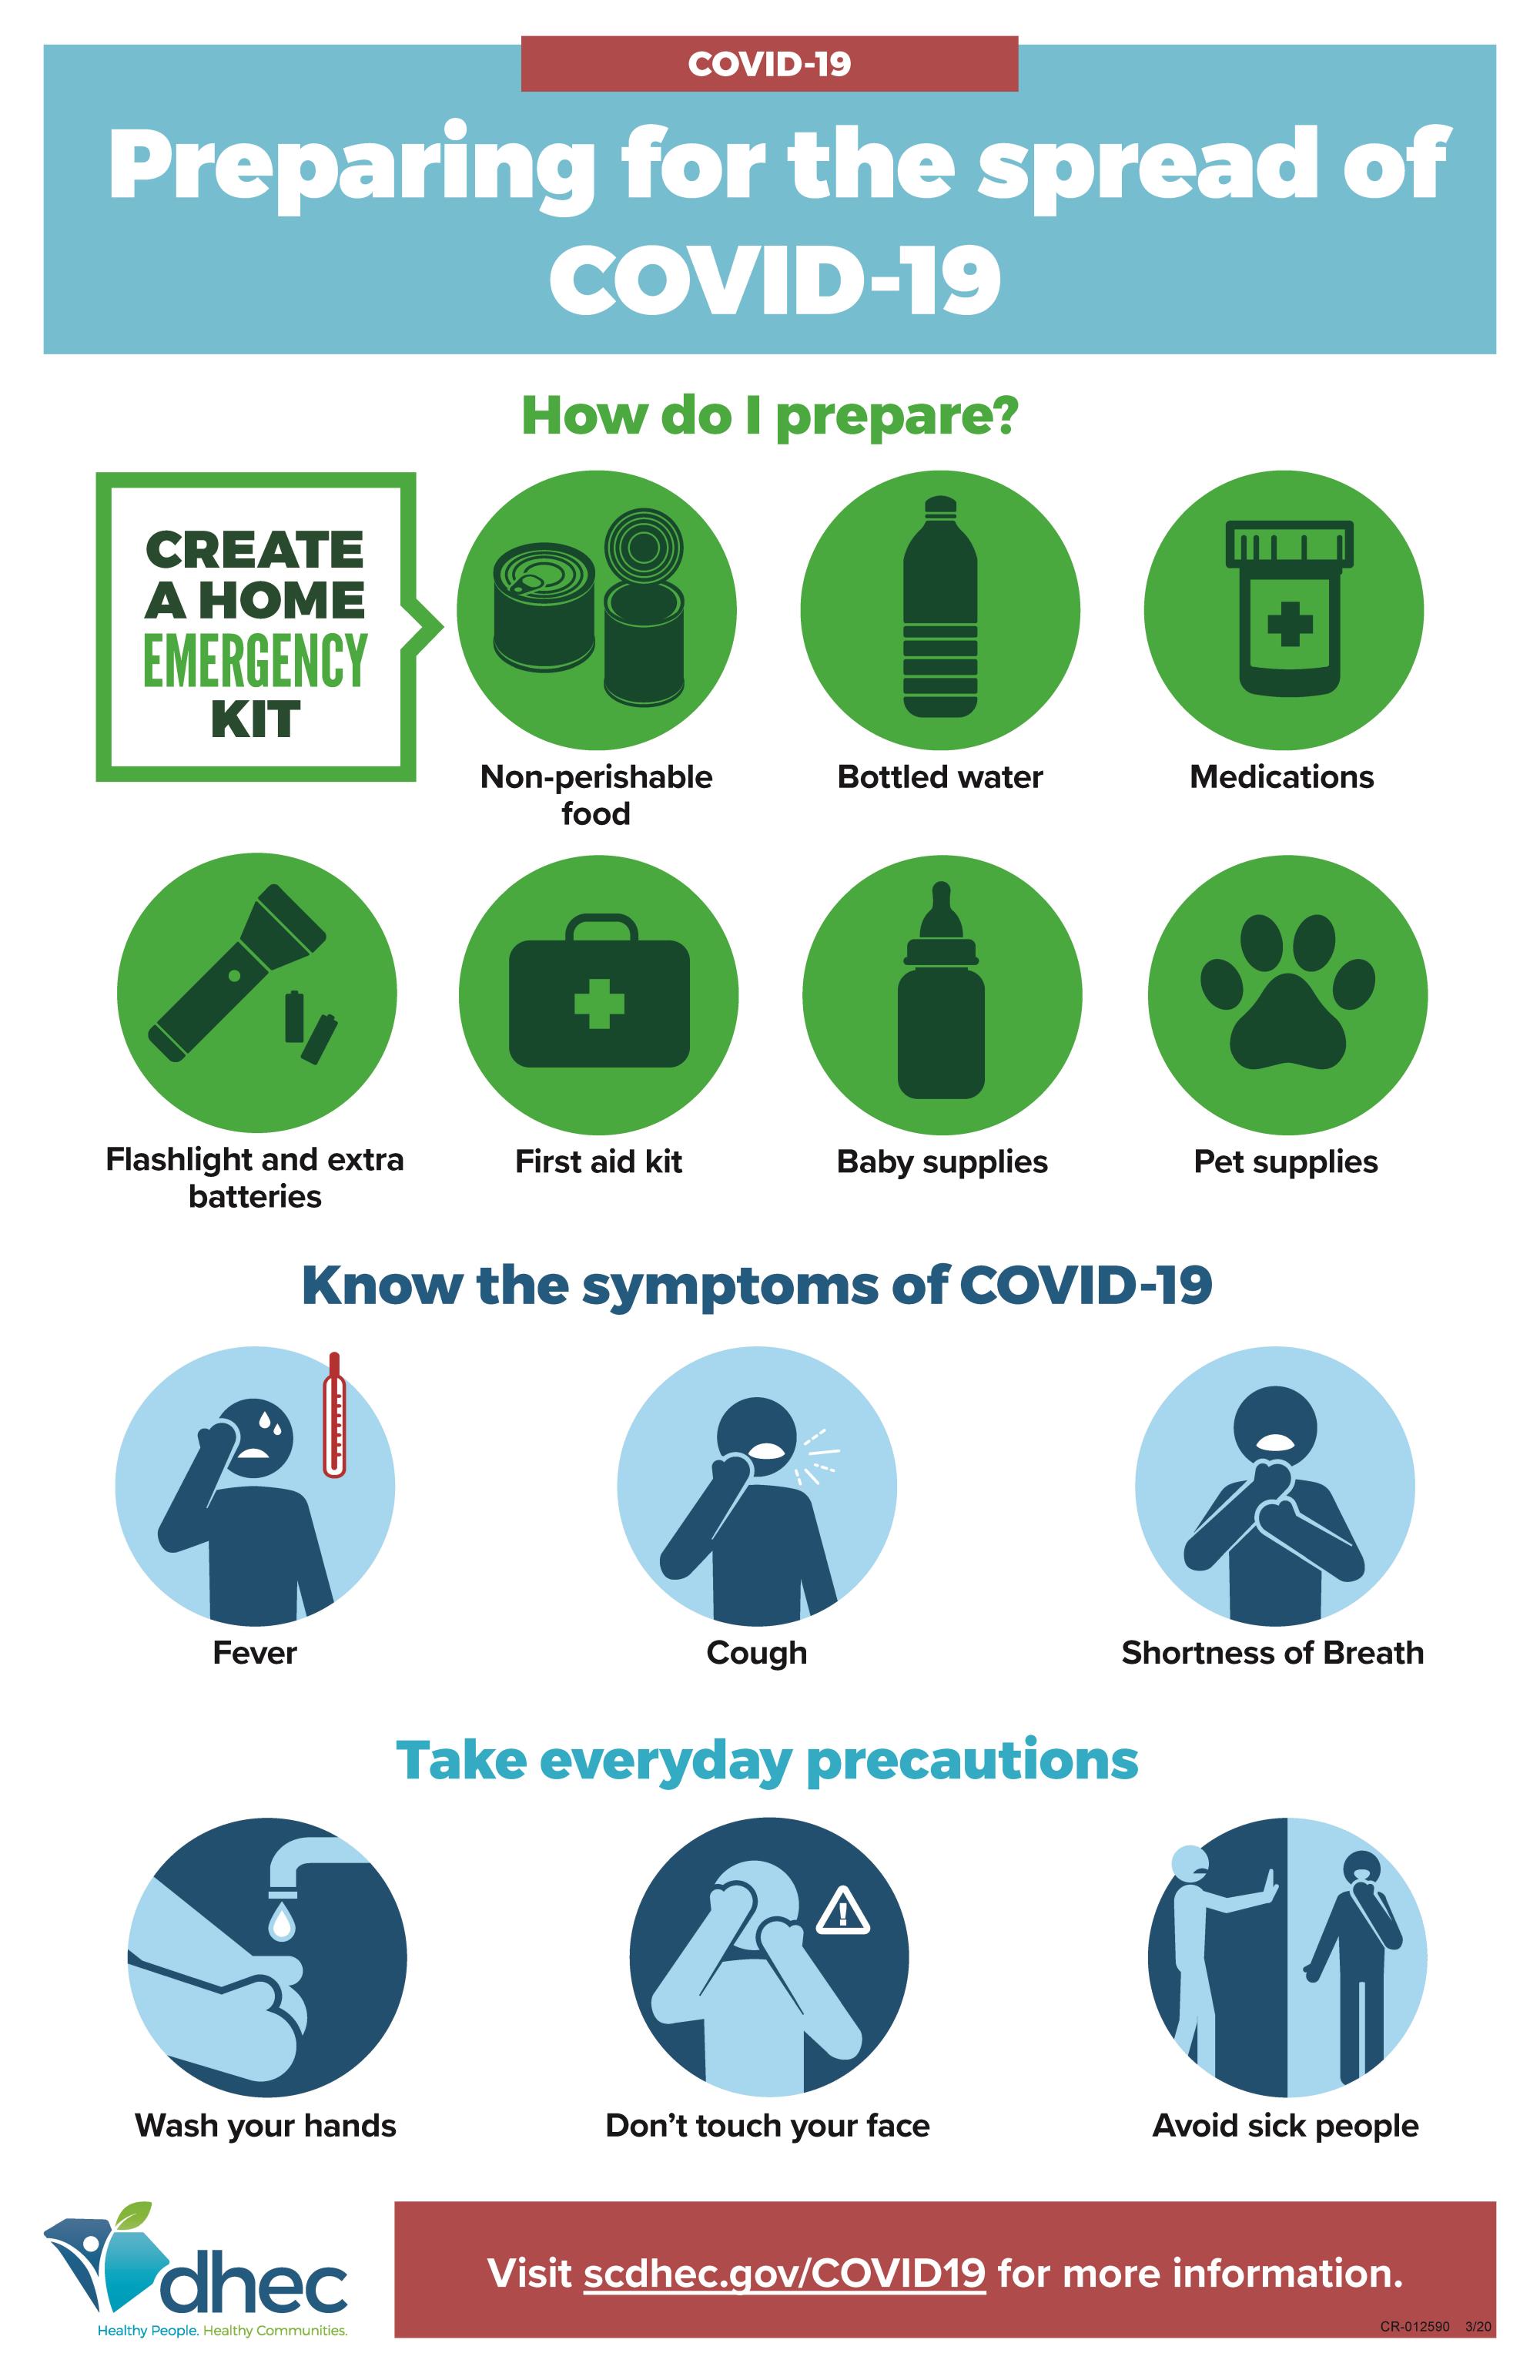 COVID-19
Preparing for the spread of
COVID-19
How do I prepare?
CREATE
A HOME
EMERGENCY
KIT
Non-perishable
food
Bottled water
Medications
Flashlight and extra
batteries
First aid kit
Baby supplies
Pet supplies
Know the symptoms of COVID-19
Fever
Cough
Shortness of Breath
Take everyday precautions
!
Wash your hands
Don't touch your face
Avoid sick people
dhec
Healthy People. Healthy Communities.
Visit scdhec.gov/COVID19 for more information.
CR-012590 3/20